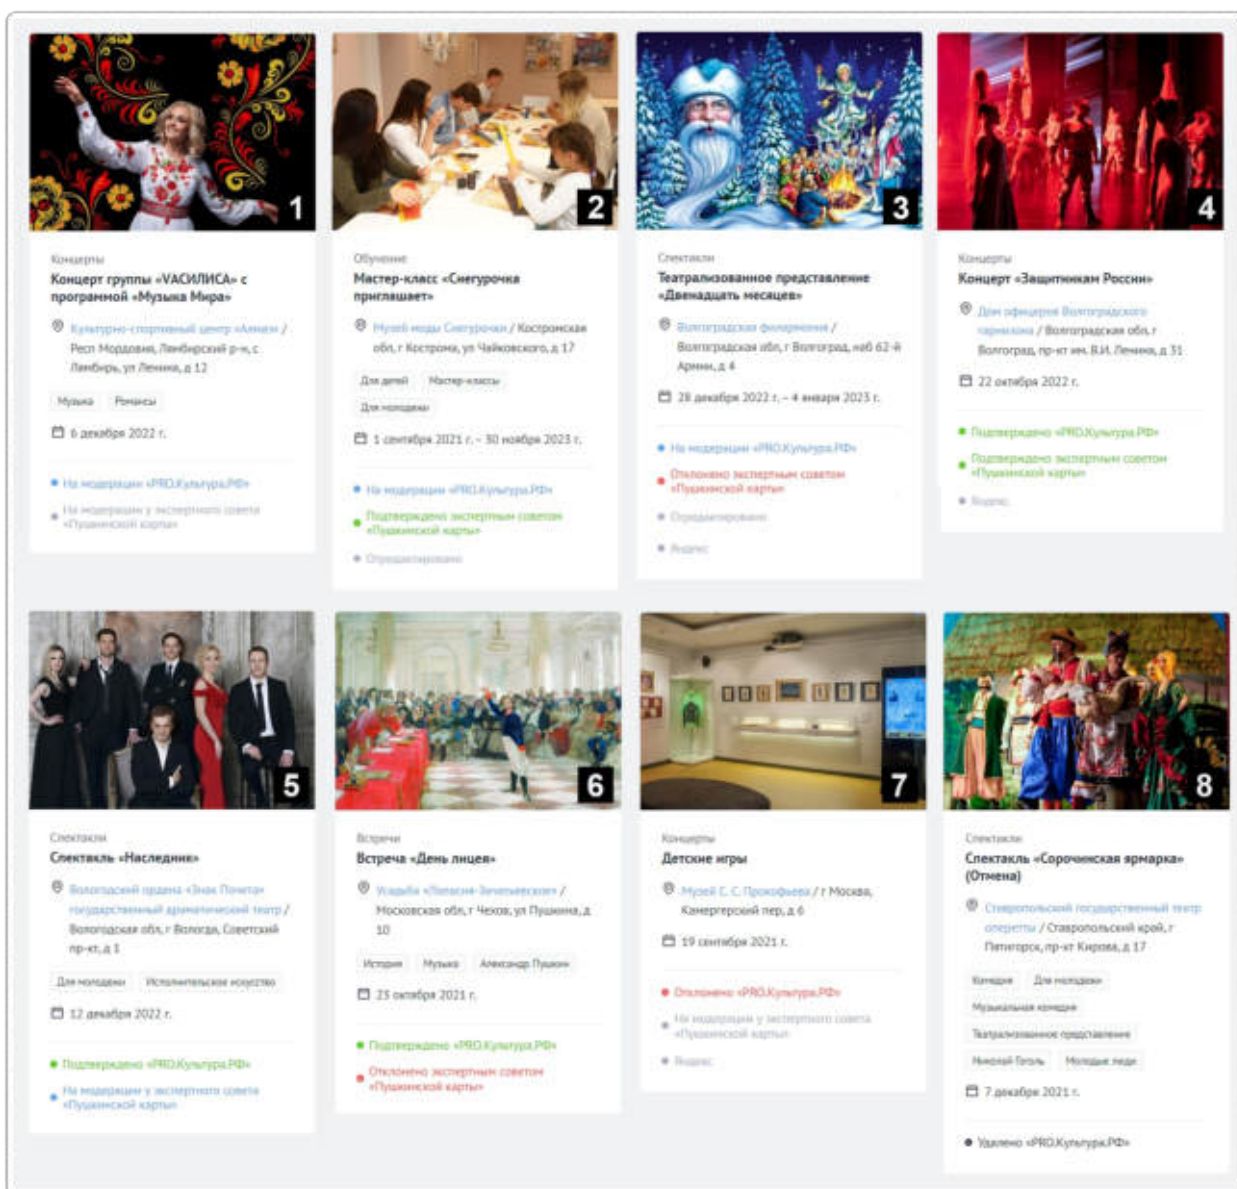 1
Концерты
Концерт группы «VАСИЛИСА» с
программой «Музыка Мира»
Культурно-спортивный центр «Алмаз» /
Респ Мордовия, Лямбирский р-н, с
Лямбирь, ул Ленина, д 12
Музыка Романсы
6 декабря 2022 г.
На модерации «PRO.Культура.РФ»
На модерации у экспертного совета
«Пушкинской карты»
2
Обучение
Мастер-класс «Снегурочка
приглашает»
Музей моды Снегурочки / Костромская
обл, г Кострома, ул Чайковского, д 17
Для детей Мастер-классы
Для молодежи
1 сентября 2021 г. – 30 ноября 2023 г.
На модерации «PRO.Культура.РФ»
Подтверждено экспертным советом
«Пушкинской карты»
Отредактировано
3
Спектакли
Театрализованное представление
«Двенадцать месяцев»
Волгоградская филармония /
Волгоградская обл, г Волгоград, наб 62-й
Армии, д 4
28 декабря 2022 г. – 4 января 2023 г.
На модерации «PRO.Культура.РФ»
Отклонено экспертным советом
«Пушкинской карты»
Отредактировано
Яндекс
4
Концерты
Концерт «Защитникам России»
Дом офицеров Волгоградского
гарнизона / Волгоградская обл, г
Волгоград, пр-кт им. В.И. Ленина, д 31
22 октября 2022 г.
Подтверждено «PRO.Культура.РФ»
Подтверждено экспертным советом
«Пушкинской карты»
Яндекс
5
Спектакли
Спектакль «Наследник»
Вологодский ордена «Знак Почета»
государственный драматический театр /
Вологодская обл, г Вологда, Советский
пр-кт, д 1
Для молодежи Исполнительское искусство
12 декабря 2022 г.
Подтверждено «PRO.Культура.РФ»
На модерации у экспертного совета
«Пушкинской карты»
6
Встречи
Встреча «День лицея»
Усадьба «Лопасня-Зачатьевское» /
Московская обл, г Чехов, ул Пушкина, д
10
История Музыка Александр Пушкин
23 октября 2021 г.
Подтверждено «PRO.Культура.РФ»
Отклонено экспертным советом
«Пушкинской карты»
7
Концерты
Детские игры
Музей С. С. Прокофьева / г Москва,
Камергерский пер, д 6
19 сентября 2021 г.
Отклонено «PRO.Культура.РФ»
На модерации у экспертного совета
«Пушкинской карты»
Яндекс
8
Спектакли
Спектакль «Сорочинская ярмарка»
(Отмена)
Ставропольский государственный театр
оперетты / Ставропольский край, г
Пятигорск, пр-кт Кирова, д 17
Комедия Для молодежи
Музыкальная комедия
Театрализованное представление
Николай Гоголь Молодые люди
7 декабря 2021 г.
Удалено «PRO.Культура.РФ»